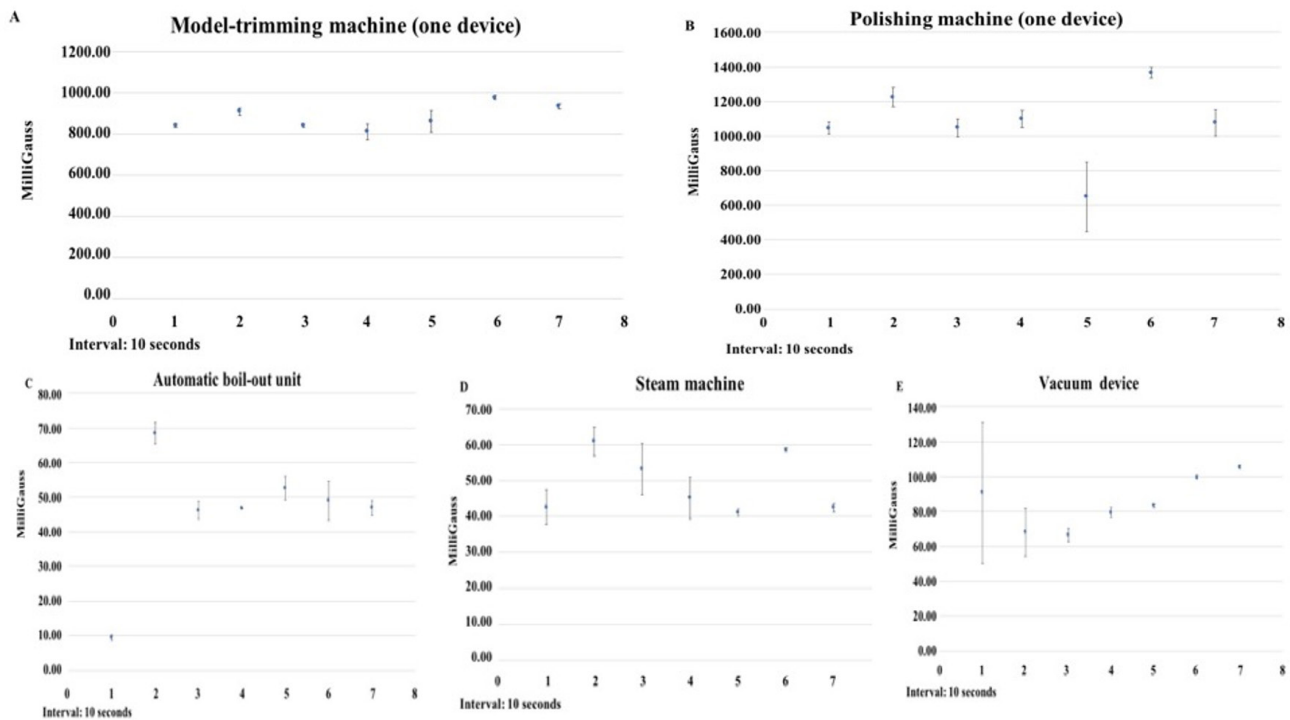 A
Model-trimming machine (one device)
1200.00
1000.00
800.00
600.00
400.00
200.00
0.00
MilliGauss
0 1 2 3 4 5 6 7 8
Interval: 10 seconds
B
Polishing machine (one device)
1600.00
1400.00
1200.00
1000.00
800.00
600.00
400.00
200.00
0.00
MilliGauss
0 1 2 3 4 5 6 7 8
Interval: 10 seconds
C
Automatic boil-out unit
80.00
70.00
60.00
50.00
40.00
30.00
20.00
10.00
0.00
MilliGauss
0 1 2 3 4 5 6 7 8
Interval: 10 seconds
D
Steam machine
70.00
60.00
50.00
40.00
30.00
20.00
10.00
0.00
MilliGauss
0 1 2 3 4 5 6 7
Interval: 10 seconds
E
Vacuum device
140.00
120.00
100.00
80.00
60.00
40.00
20.00
0.00
MilliGauss
0 1 2 3 4 5 6 7 8
Interval: 10 seconds